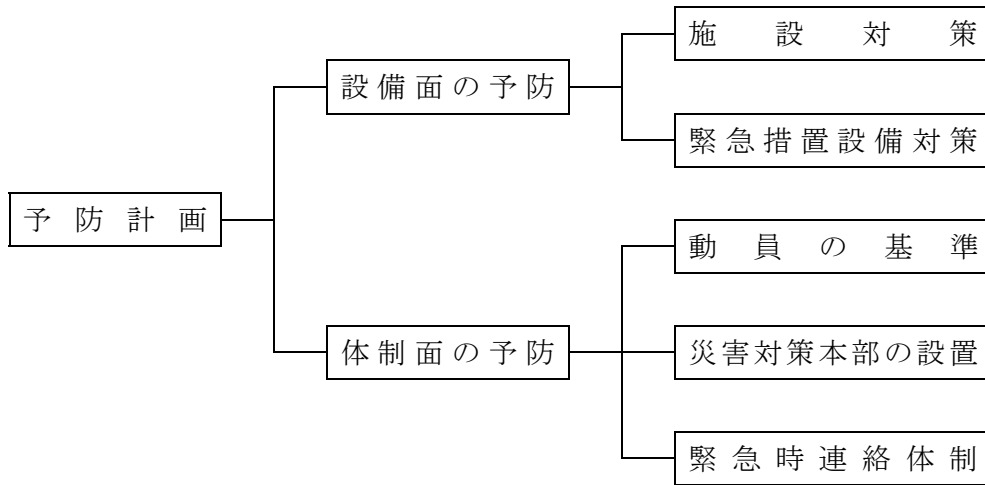 予防計画
設備面の予防
施設対策
緊急措置設備対策
体制面の予防
動員の基準
災害対策本部の設置
緊急時連絡体制